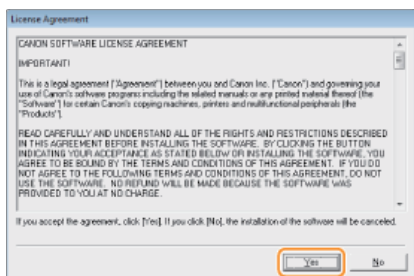 License Agreement
CANON SOFTWARE LICENSE AGREEMENT
IMPORTANT!
This is a legal agreement ("Agreement") between you and Canon Inc. ("Canon") and governing your
use of Canon's software programs including the related manuals or any printed material thereof (the
"Software") for certain Canon's copying machines, printers and multifunctional peripherals (the
"Products").
READ CAREFULLY AND UNDERSTAND ALL OF THE RIGHTS AND RESTRICTIONS DESCRIBED
IN THIS AGREEMENT BEFORE INSTALLING THE SOFTWARE. BY CLICKING THE BUTTON
INDICATING YOUR ACCEPTANCE AS STATED BELOW OR INSTALLING THE SOFTWARE, YOU
AGREE TO BE BOUND BY THE TERMS AND CONDITIONS OF THIS AGREEMENT. IF YOU DO
NOT AGREE TO THE FOLLOWING TERMS AND CONDITIONS OF THIS AGREEMENT, DO NOT
USE THE SOFTWARE. NO REFUND WILL BE MADE BECAUSE THE SOFTWARE WAS
PROVIDED TO YOU AT NO CHARGE.
If you accept the agreement, click [Yes]. If you click [No], the installation of the software will be canceled.
Yes
No